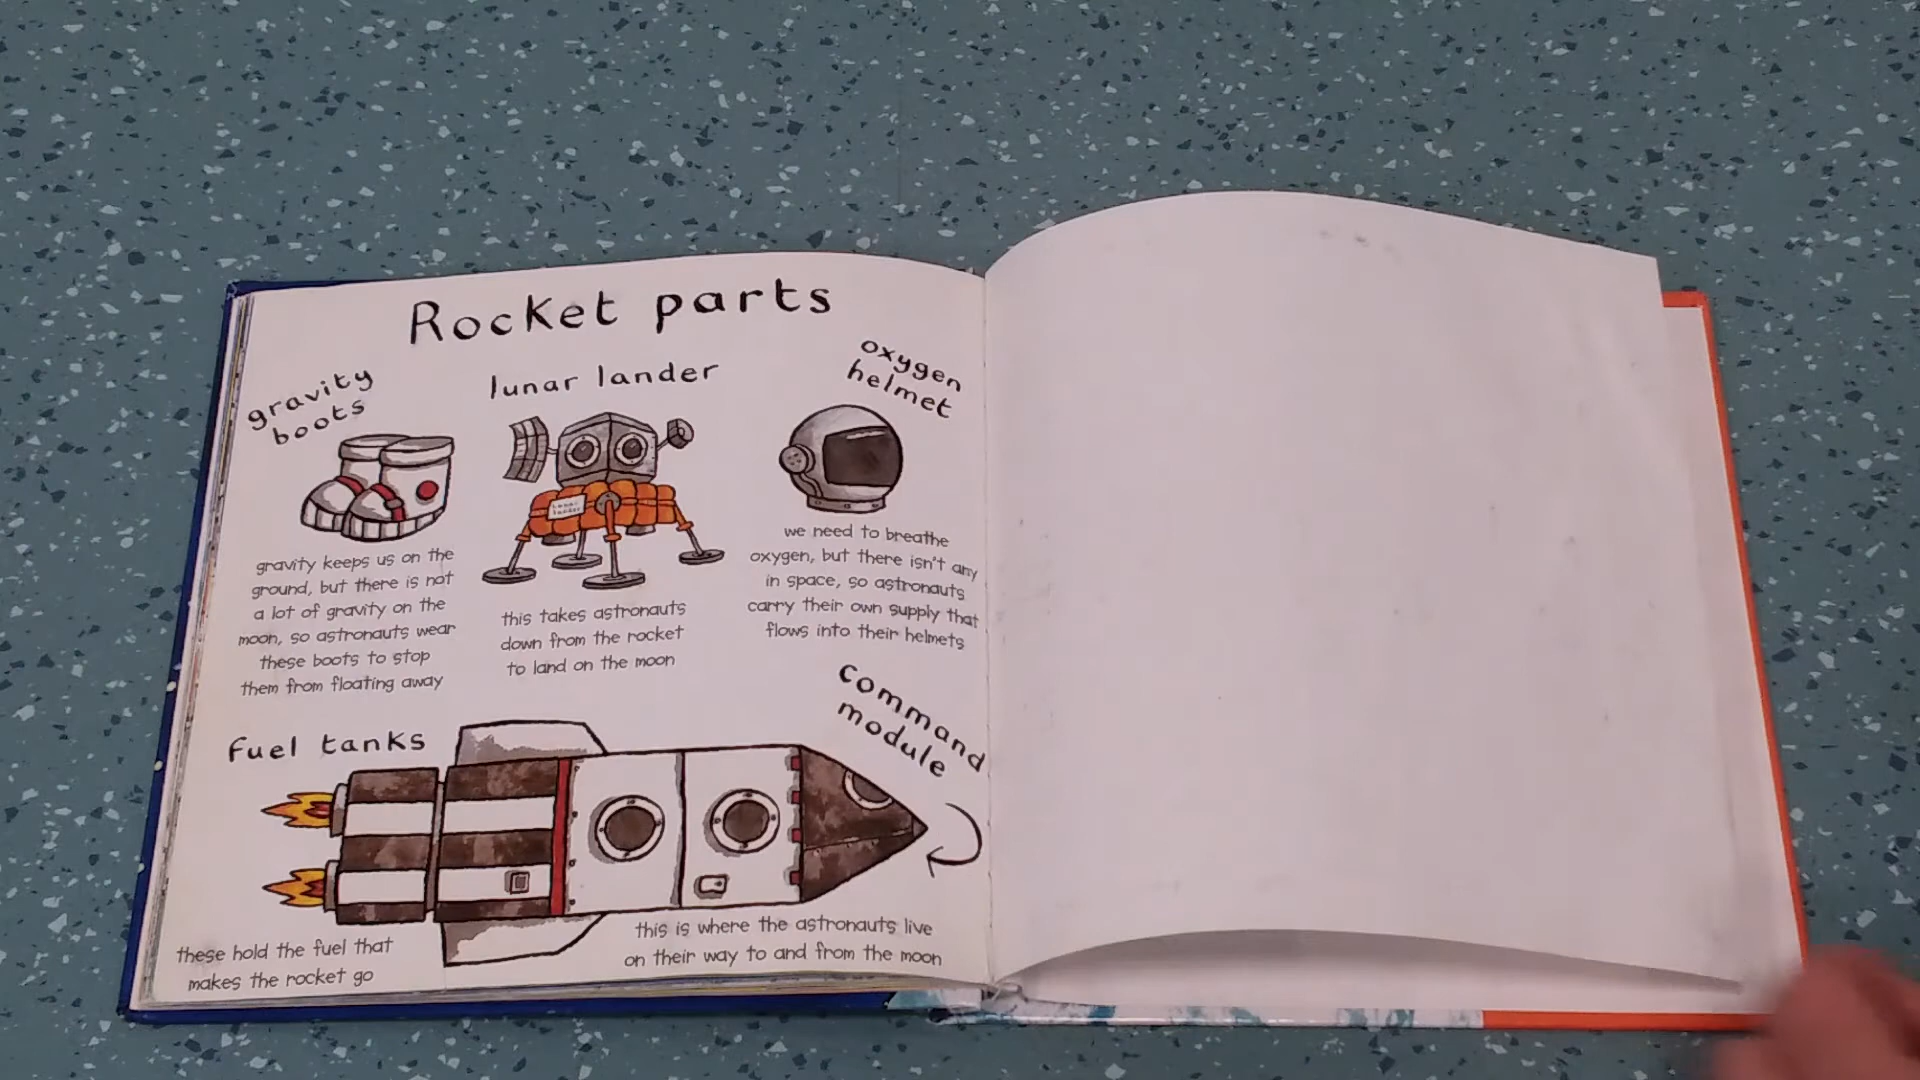 Rocket parts
gravity
boots
gravity keeps us on the
ground, but there is not
a lot of gravity on the
moon, so astronauts wear
these boots to stop
them from floating away
lunar lander
lunar
lander
this takes astronauts
down from the rocket
to land on the moon
oxygen
helmet
we need to breathe
oxygen, but there isn't any
in space, so astronauts
carry their own supply that
flows into their helmets
fuel tanks
these hold the fuel that
makes the rocket go
command
module
this is where the astronauts live
on their way to and from the moon